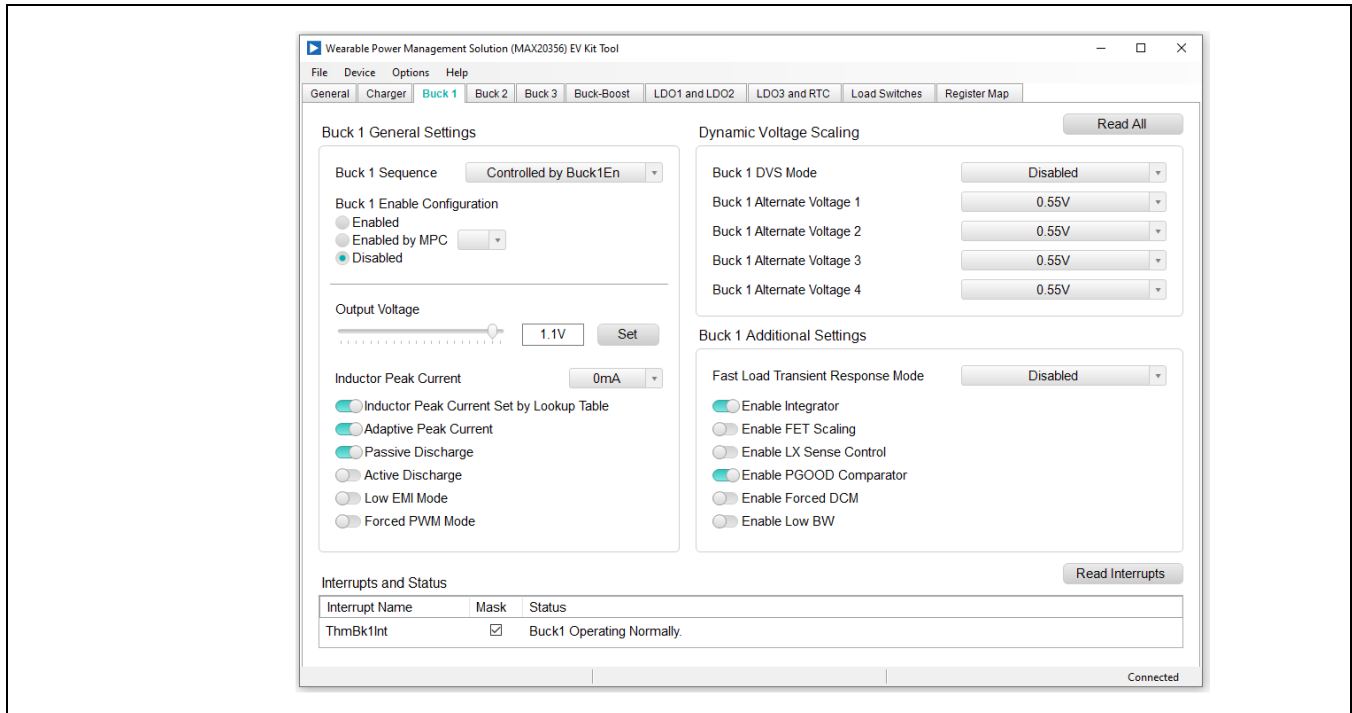 Wearable Power Management Solution (MAX20356) EV Kit Tool
File Device Options Help
General Charger Buck 1 Buck 2 Buck 3 Buck-Boost LDO1 and LDO2 LDO3 and RTC Load Switches Register Map
Read All
Buck 1 General Settings
Buck 1 Sequence Controlled by Buck1En
Buck 1 Enable Configuration
Enabled
Enabled by MPC
Disabled
Output Voltage
1.1V Set
Inductor Peak Current 0mA
Inductor Peak Current Set by Lookup Table
Adaptive Peak Current
Passive Discharge
Active Discharge
Low EMI Mode
Forced PWM Mode
Dynamic Voltage Scaling
Buck 1 DVS Mode Disabled
Buck 1 Alternate Voltage 1 0.55V
Buck 1 Alternate Voltage 2 0.55V
Buck 1 Alternate Voltage 3 0.55V
Buck 1 Alternate Voltage 4 0.55V
Buck 1 Additional Settings
Fast Load Transient Response Mode Disabled
Enable Integrator
Enable FET Scaling
Enable LX Sense Control
Enable PGOOD Comparator
Enable Forced DCM
Enable Low BW
Interrupts and Status
Read Interrupts
Interrupt Name Mask Status
ThmBk1Int Buck1 Operating Normally.
Connected